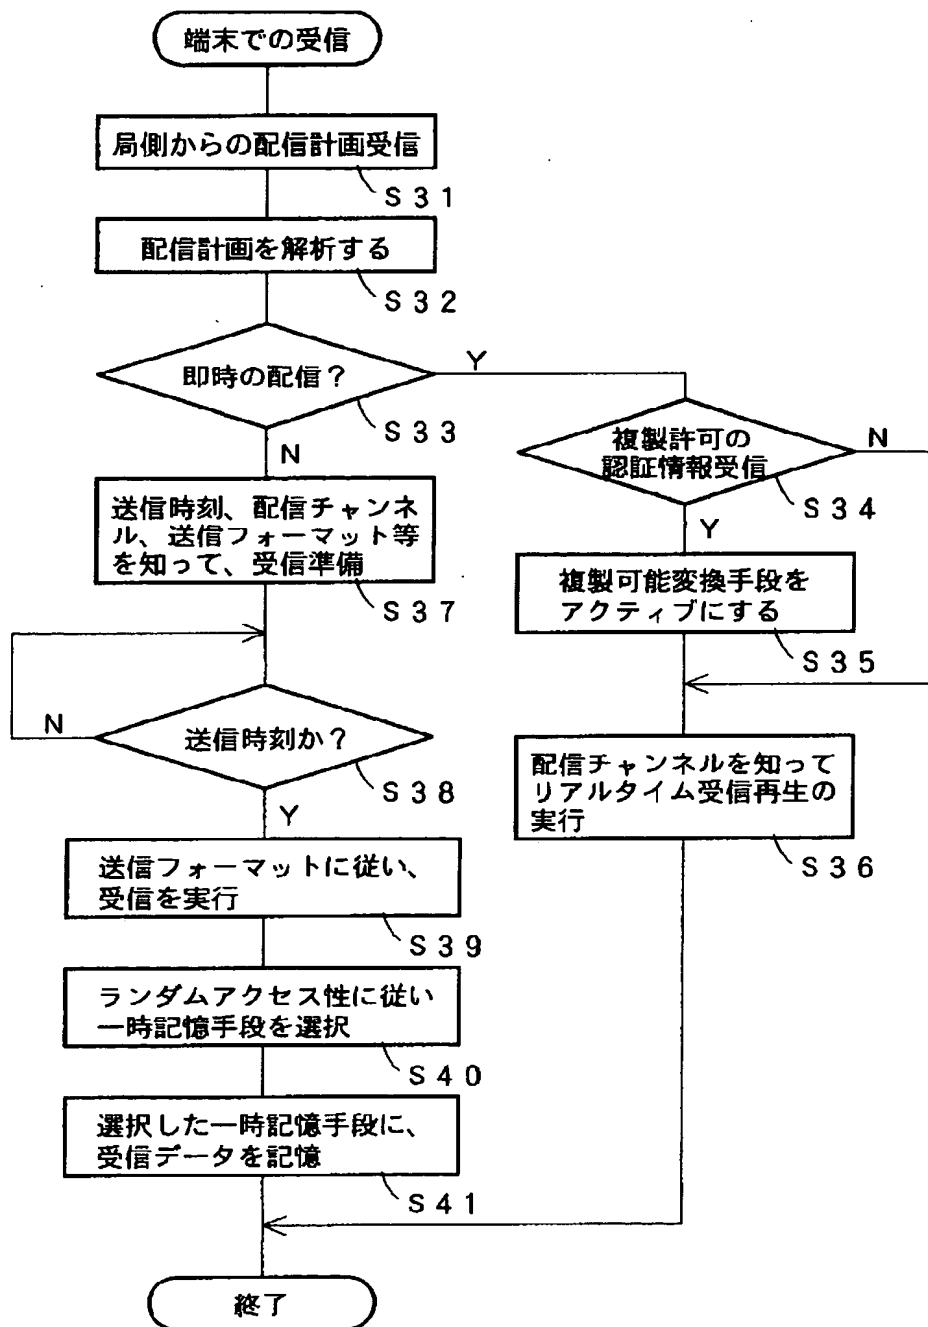 端末での受信
局側からの配信計画受信
S31
配信計画を解析する
S32
即時の配信?
Y
S33
N
複製許可の
認証情報受信
N
S34
Y
送信時刻、配信チャンネ
ル、送信フォーマット等
を知って、受信準備
S37
複製可能変換手段を
アクティブにする
S35
送信時刻か?
N
S38
Y
配信チャンネルを知って
リアルタイム受信再生の
実行
S36
送信フォーマットに従い、
受信を実行
S39
ランダムアクセス性に従い
一時記憶手段を選択
S40
選択した一時記憶手段に、
受信データを記憶
S41
終了